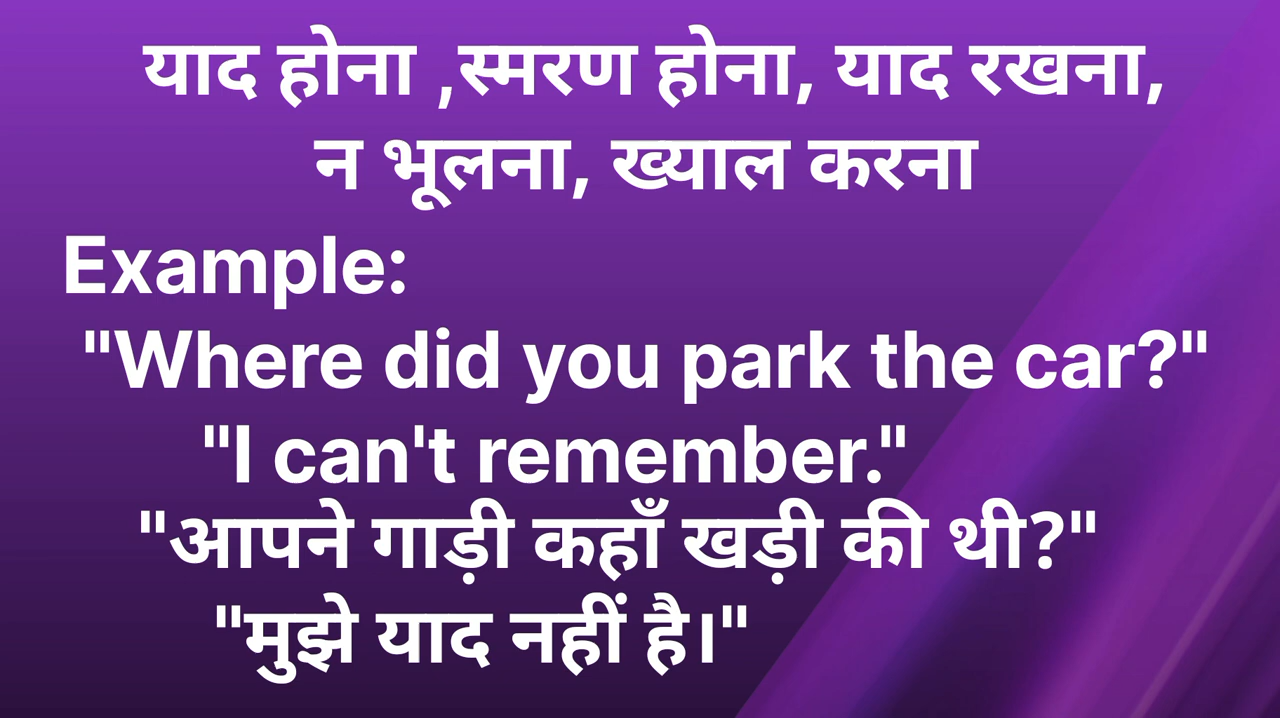 याद होना ,स्मरण होना, याद रखना,
न भूलना, ख्याल करना
Example:
"Where did you park the car?"
"I can't remember."
"आपने गाड़ी कहाँ खड़ी की थी?"
"मुझे याद नहीं है।"